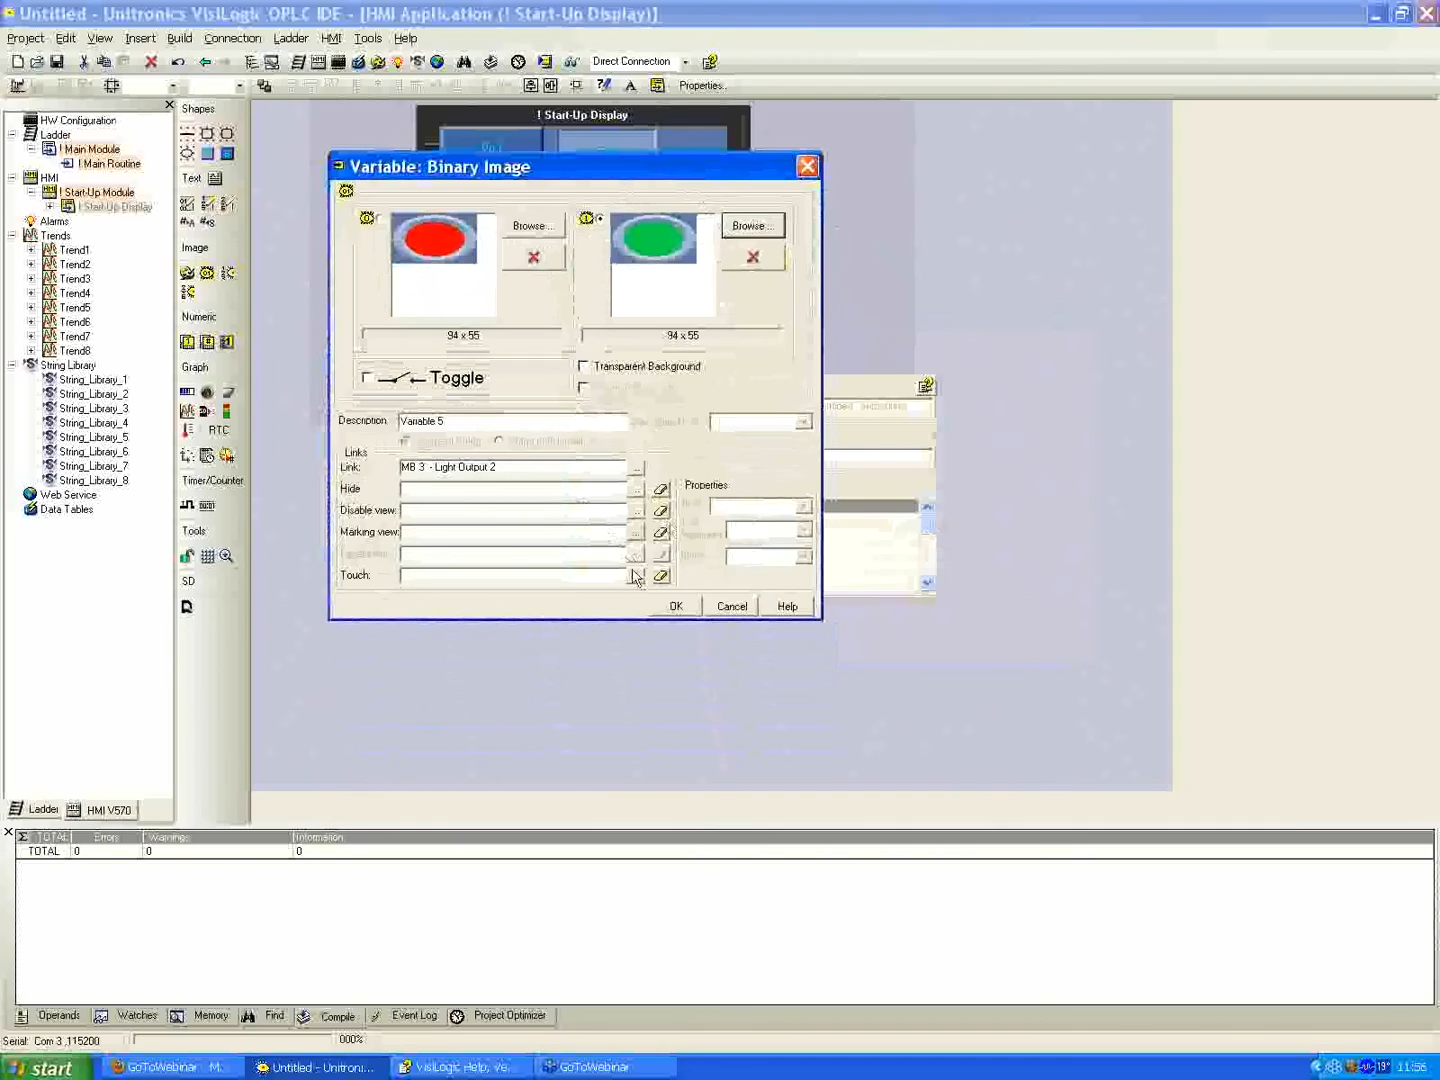 Untitled - Unitronics VisiLogic OPLC IDE - [HMI Application (! Start-Up Display)]
Project Edit View Insert Build Connection Ladder HMI Tools Help
Direct Connection
Properties..
HW Configuration
Ladder
! Main Module
! Main Routine
HMI
! Start-Up Module
! Start-Up Display
Alarms
Trends
Trend1
Trend2
Trend3
Trend4
Trend5
Trend6
Trend7
Trend8
String Library
String_Library_1
String_Library_2
String_Library_3
String_Library_4
String_Library_5
String_Library_6
String_Library_7
String_Library_8
Web Service
Data Tables
Ladder HMI V570
Shapes
Text
Image
Numeric
Graph
RTC
Timer/Counter
Tools
SD
! Start-Up Display
Variable: Binary Image
Browse...
Browse...
94 x 55
94 x 55
Toggle
Transparent Background
Description: Variable 5
Links
Link: MB 3 - Light Output 2
Hide
Disable view:
Marking view:
Touch:
Properties
OK Cancel Help
TOTAL Errors Warnings Information
TOTAL 0 0 0
Operands Watches Memory Find Compile Event Log Project Optimizer
Serial: Com 3 ,115200 000%
start GoToWebinar M... Untitled - Unitroni... VisiLogic Help, Ve... GoToWebinar 19° 11:56